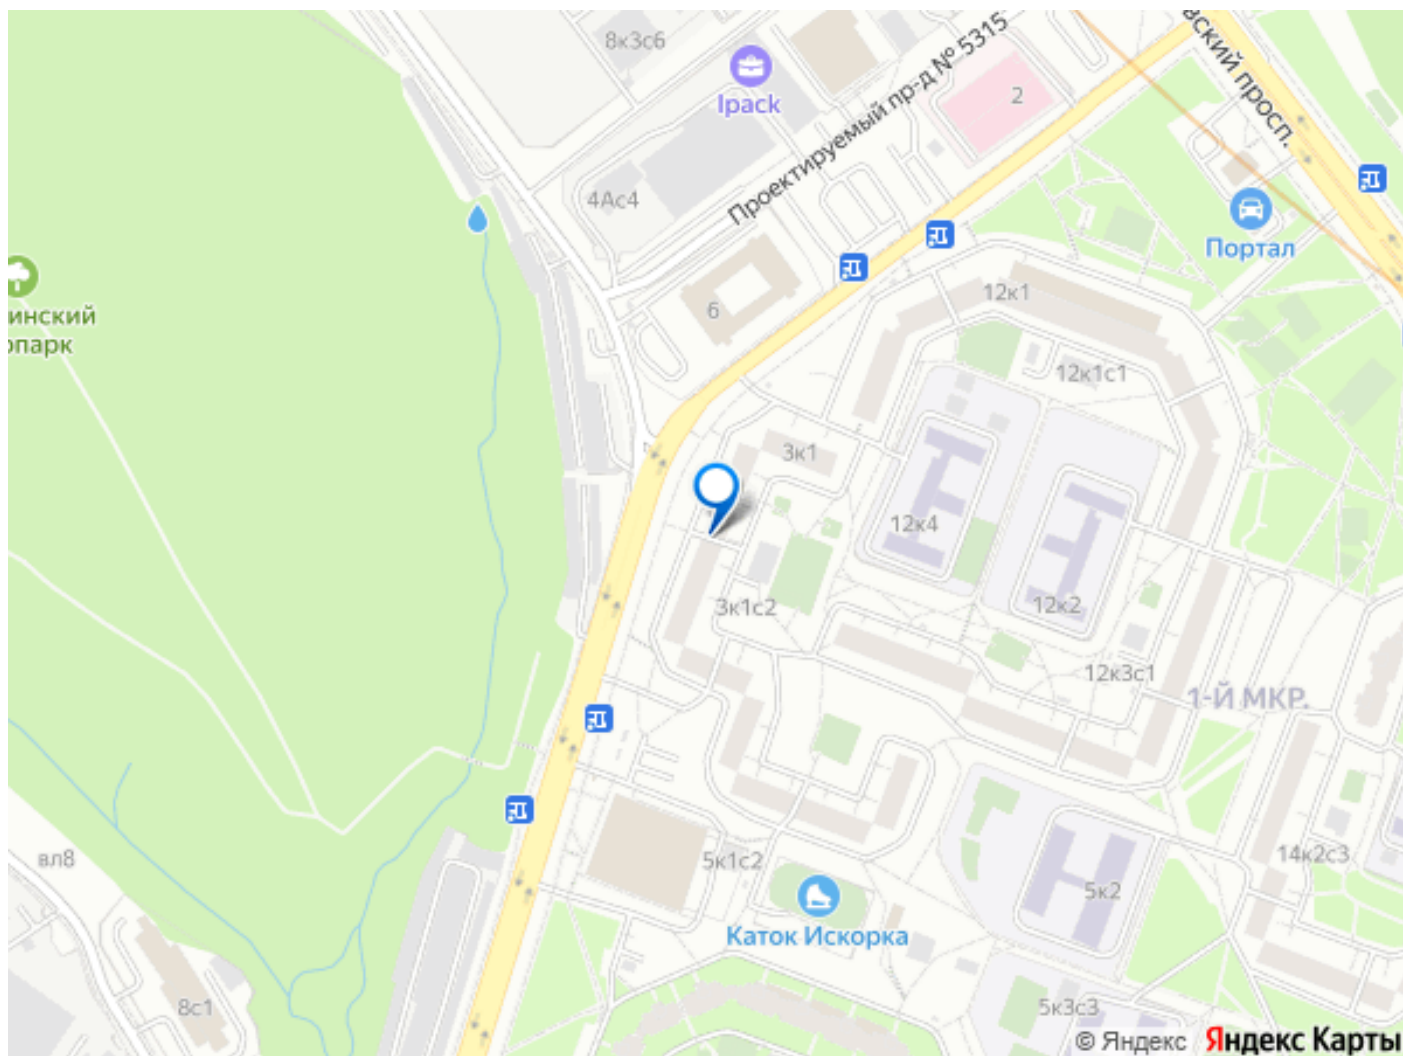 8к3с6
Ipack
Проектируемый пр-д № 5315
2
вский просп.
4Ас4
Портал
инский
опарк
6
12к1
12к1с1
3к1
12к4
12к2
3к1с2
12к3с1
1-Й МКР.
вл8
5к1с2
14к2с3
5к2
Каток Искорка
8с1
5к3с3
© Яндекс Яндекс Карты